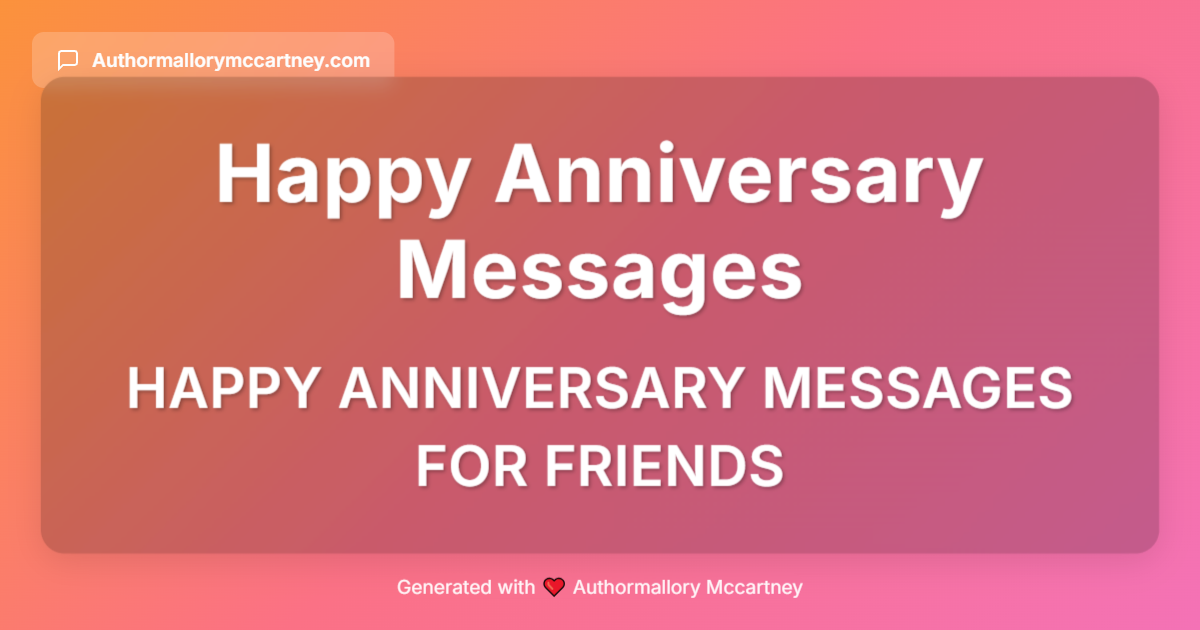 Authormallorymccartney.com
Happy Anniversary
Messages
HAPPY ANNIVERSARY MESSAGES
FOR FRIENDS
Generated with ❤️ Authormallory Mccartney